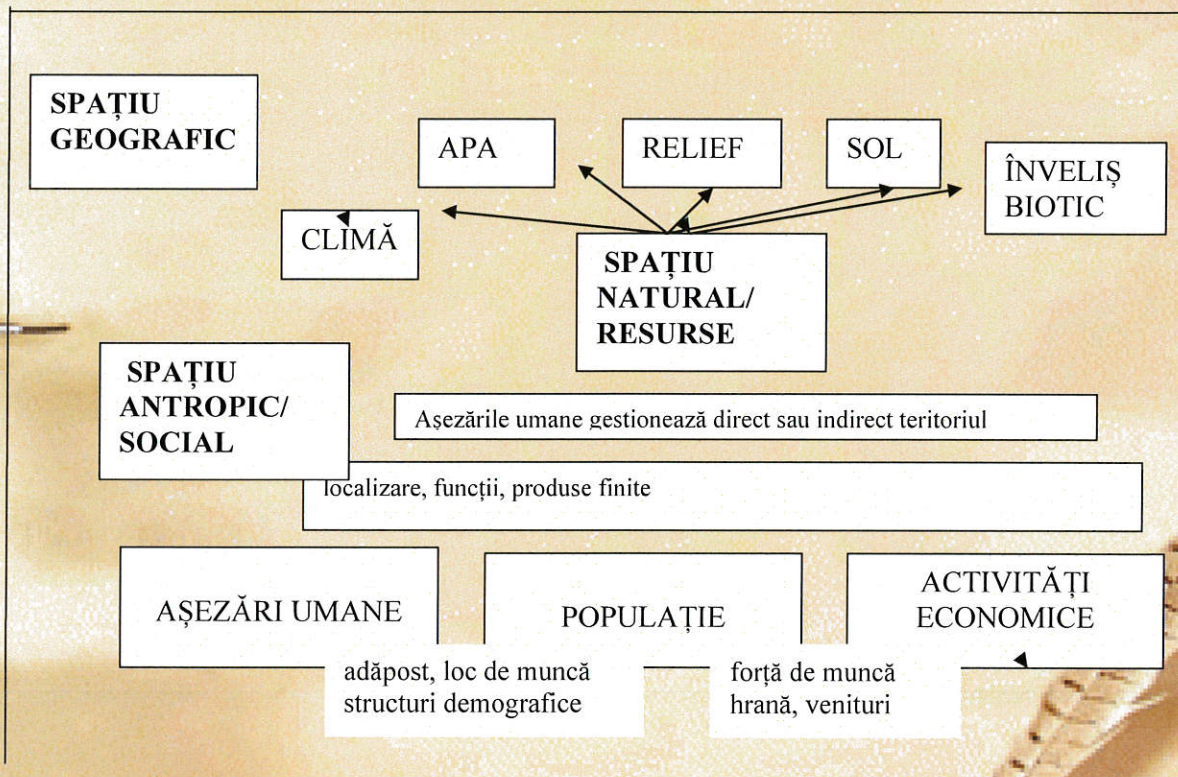 SPAȚIU
GEOGRAFIC
APA
RELIEF
SOL
ÎNVELIȘ
BIOTIC
CLIMĂ
SPAȚIU
NATURAL/
RESURSE
SPAȚIU
ANTROPIC/
SOCIAL
Așezările umane gestionează direct sau indirect teritoriul
localizare, funcții, produse finite
AȘEZĂRI UMANE
POPULAȚIE
ACTIVITĂȚI
ECONOMICE
adăpost, loc de muncă
structuri demografice
forță de muncă
hrană, venituri